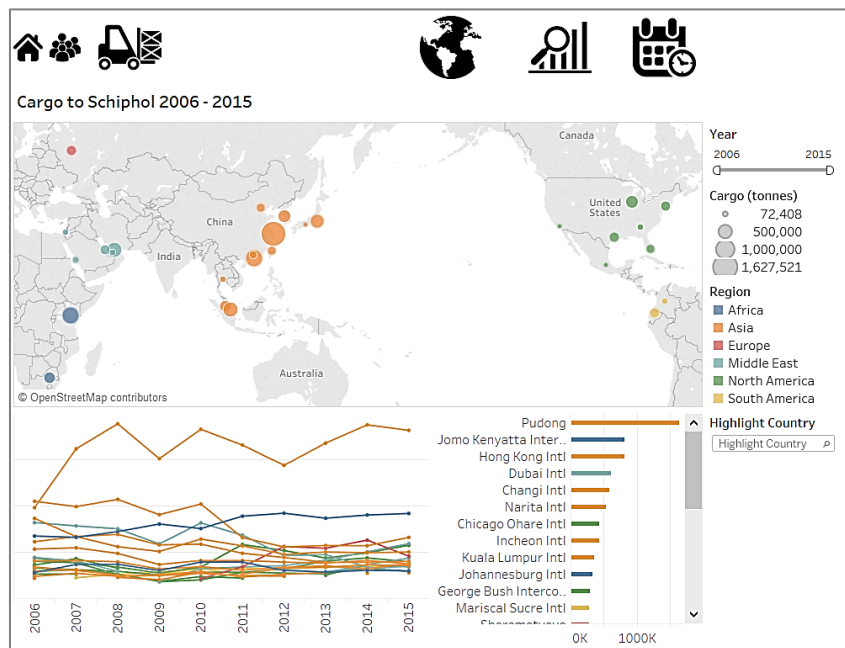 Cargo to Schiphol 2006 - 2015
Canada
United
States
China
India
Australia
© OpenStreetMap contributors
Year
2006 2015
Cargo (tonnes)
72,408
500,000
1,000,000
1,627,521
Region
Africa
Asia
Europe
Middle East
North America
South America
Highlight Country
Highlight Country
2006 2007 2008 2009 2010 2011 2012 2013 2014 2015
Pudong
Jomo Kenyatta Inter..
Hong Kong Intl
Dubai Intl
Changi Intl
Narita Intl
Chicago Ohare Intl
Incheon Intl
Kuala Lumpur Intl
Johannesburg Intl
George Bush Interco..
Mariscal Sucre Intl
0K 1000K